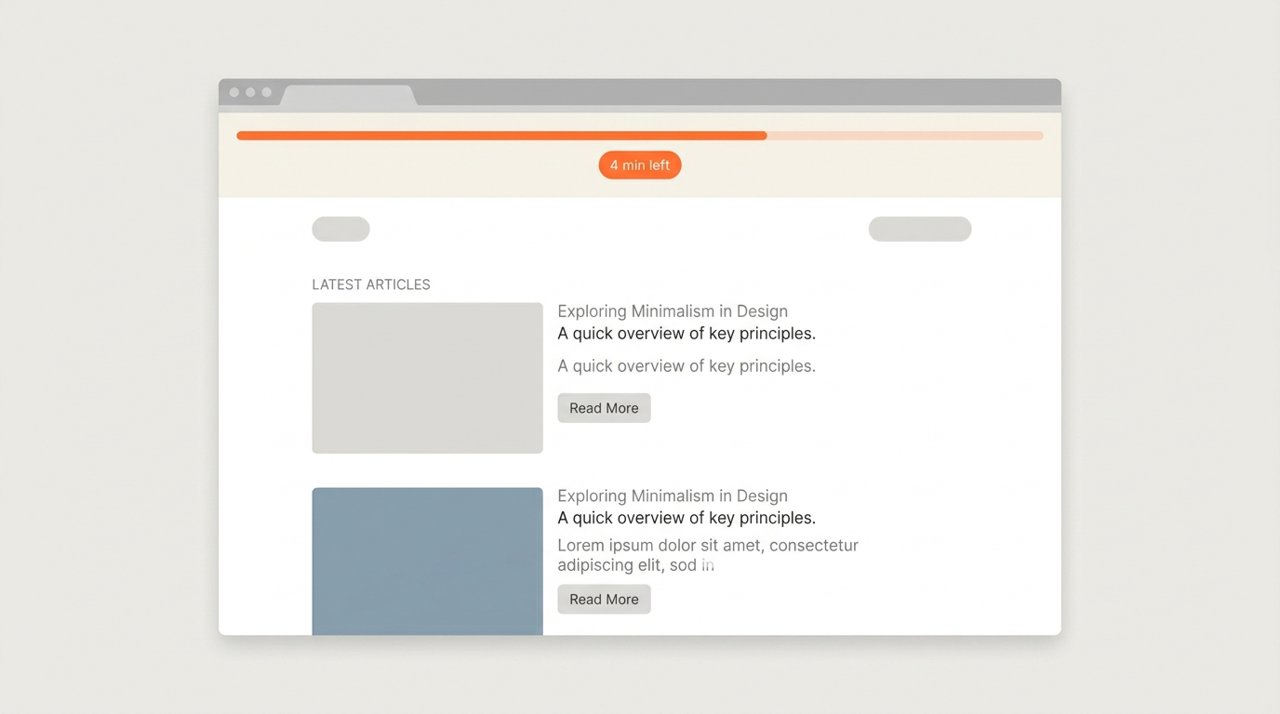 4 min left
LATEST ARTICLES
Exploring Minimalism in Design
A quick overview of key principles.
A quick overview of key principles.
Read More
Exploring Minimalism in Design
A quick overview of key principles.
Lorem ipsum dolor sit amet, consectetur
adipiscing elit, sod in
Read More